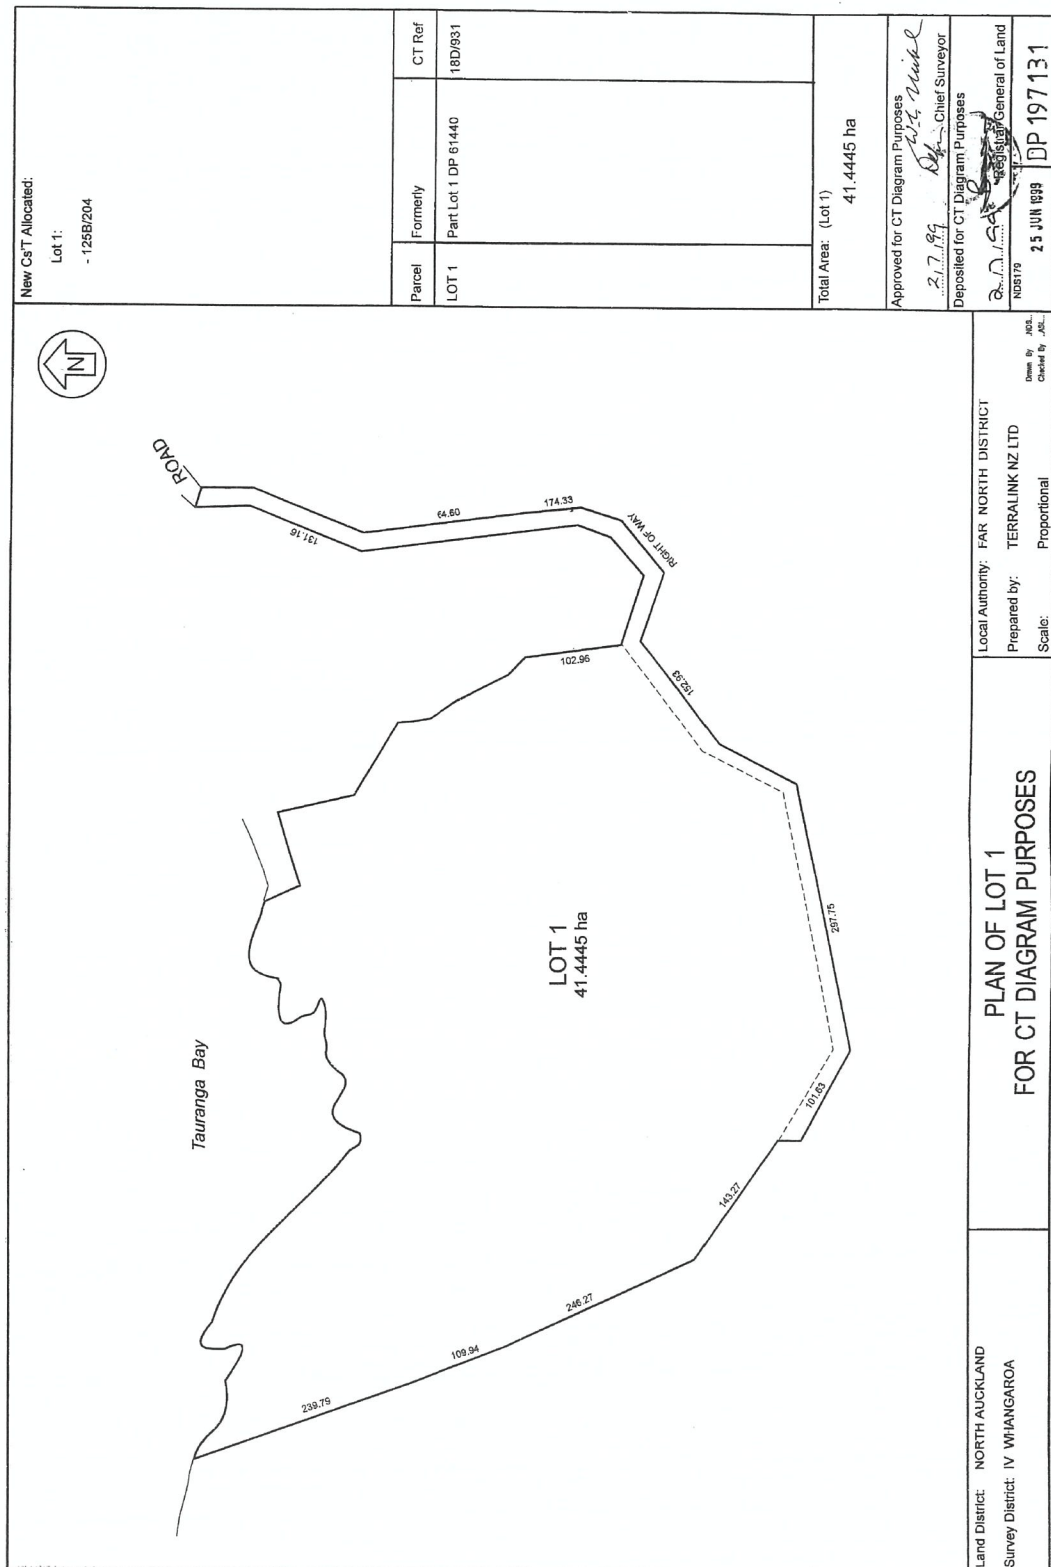 New Cs'T Allocated:
Lot 1:
- 125B/204
Parcel Formerly CT Ref
LOT 1 Part Lot 1 DP 61440 18D/931
Total Area: (Lot 1)
41.4445 ha
Approved for CT Diagram Purposes
21.7.199
Chief Surveyor
Deposited for CT Diagram Purposes
Registrar General of Land
NDS179
25 JUN 1999
DP 197131
N
ROAD
131.16
64.60
174.33
RIGHT OF WAY
102.96
152.93
Tauranga Bay
LOT 1
41.4445 ha
297.75
101.63
143.27
246.27
109.94
239.79
Land District: NORTH AUCKLAND
Survey District: IV WHANGAROA
PLAN OF LOT 1
FOR CT DIAGRAM PURPOSES
Local Authority: FAR NORTH DISTRICT
Prepared by: TERRALINK NZ LTD
Scale: Proportional
Drawn By ..NDS..
Checked By ..ASL..